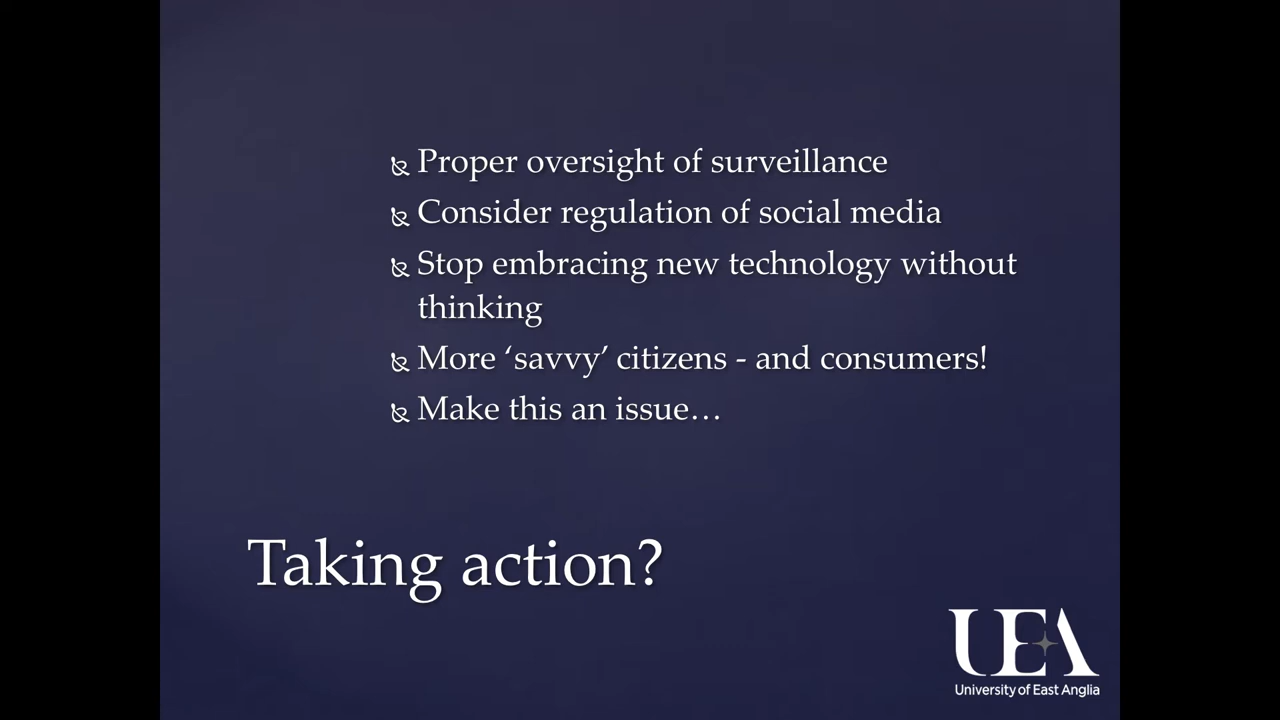 Proper oversight of surveillance
Consider regulation of social media
Stop embracing new technology without
thinking
More ‘savvy’ citizens - and consumers!
Make this an issue…
Taking action?
UEA
University of East Anglia